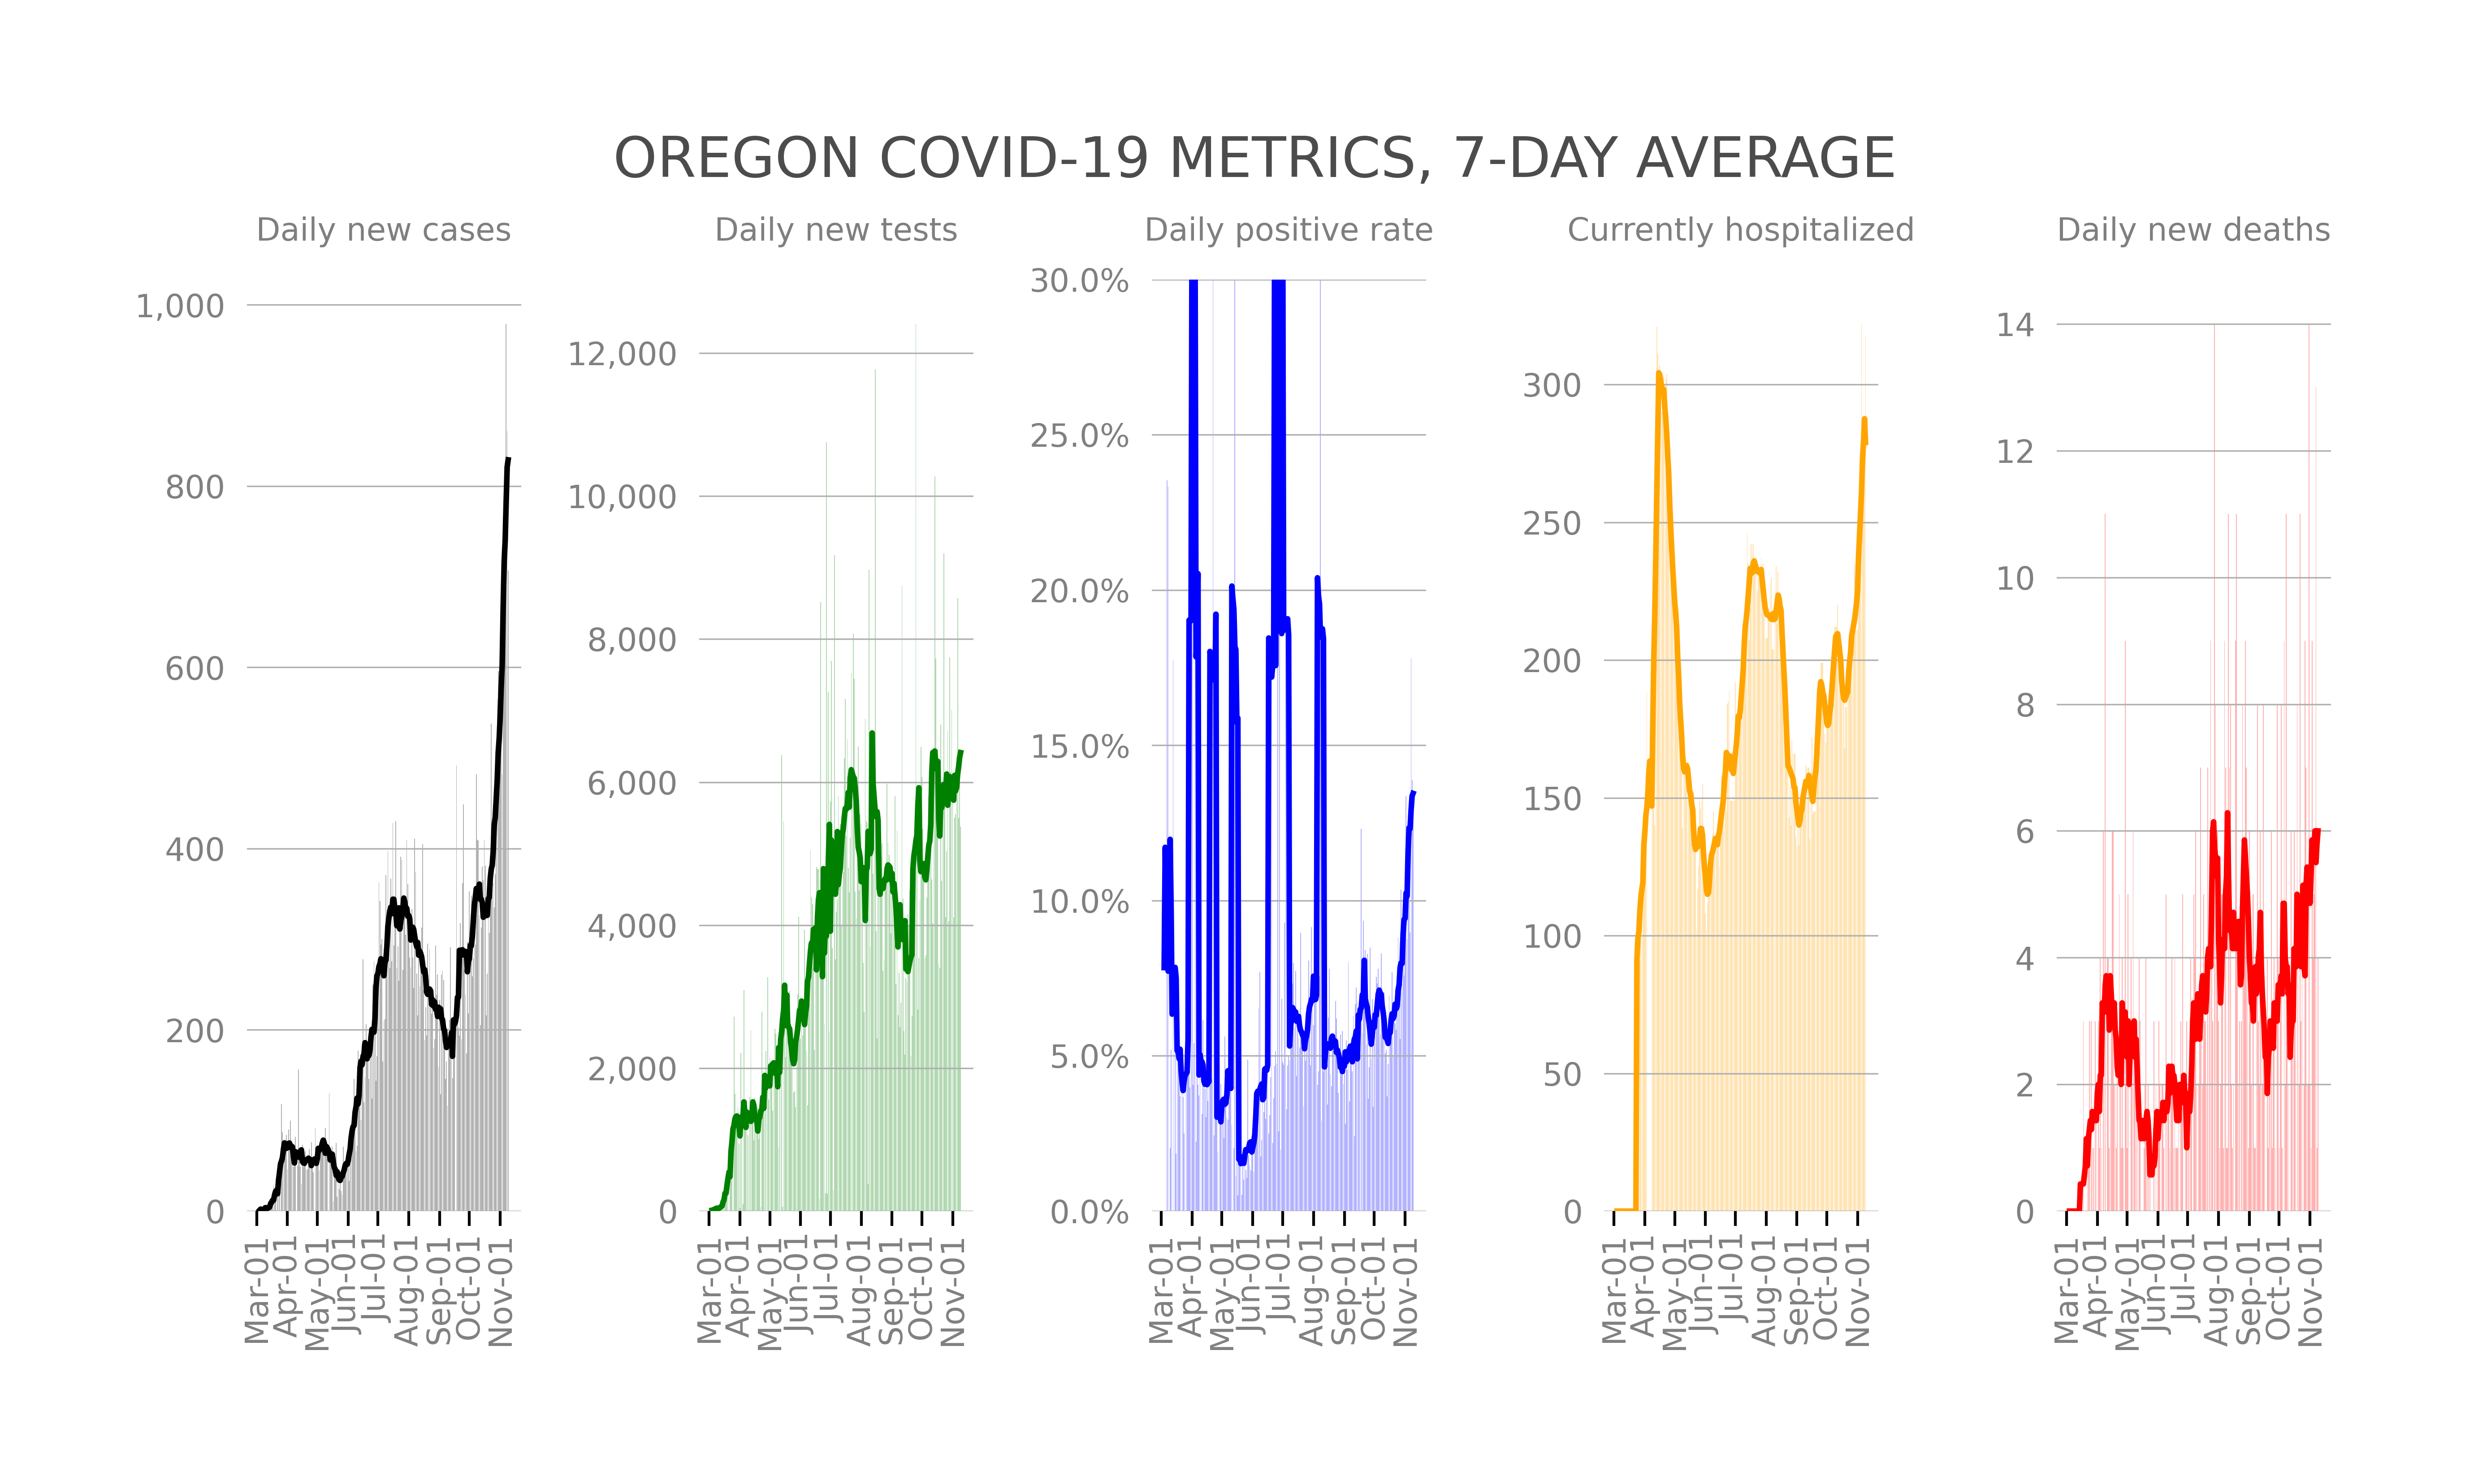 OREGON COVID-19 METRICS, 7-DAY AVERAGE
Daily new cases
1,000
800
600
400
200
0
Mar-01
Apr-01
May-01
Jun-01
Jul-01
Aug-01
Sep-01
Oct-01
Nov-01
Daily new tests
12,000
10,000
8,000
6,000
4,000
2,000
0
Mar-01
Apr-01
May-01
Jun-01
Jul-01
Aug-01
Sep-01
Oct-01
Nov-01
Daily positive rate
30.0%
25.0%
20.0%
15.0%
10.0%
5.0%
0.0%
Mar-01
Apr-01
May-01
Jun-01
Jul-01
Aug-01
Sep-01
Oct-01
Nov-01
Currently hospitalized
300
250
200
150
100
50
0
Mar-01
Apr-01
May-01
Jun-01
Jul-01
Aug-01
Sep-01
Oct-01
Nov-01
Daily new deaths
14
12
10
8
6
4
2
0
Mar-01
Apr-01
May-01
Jun-01
Jul-01
Aug-01
Sep-01
Oct-01
Nov-01